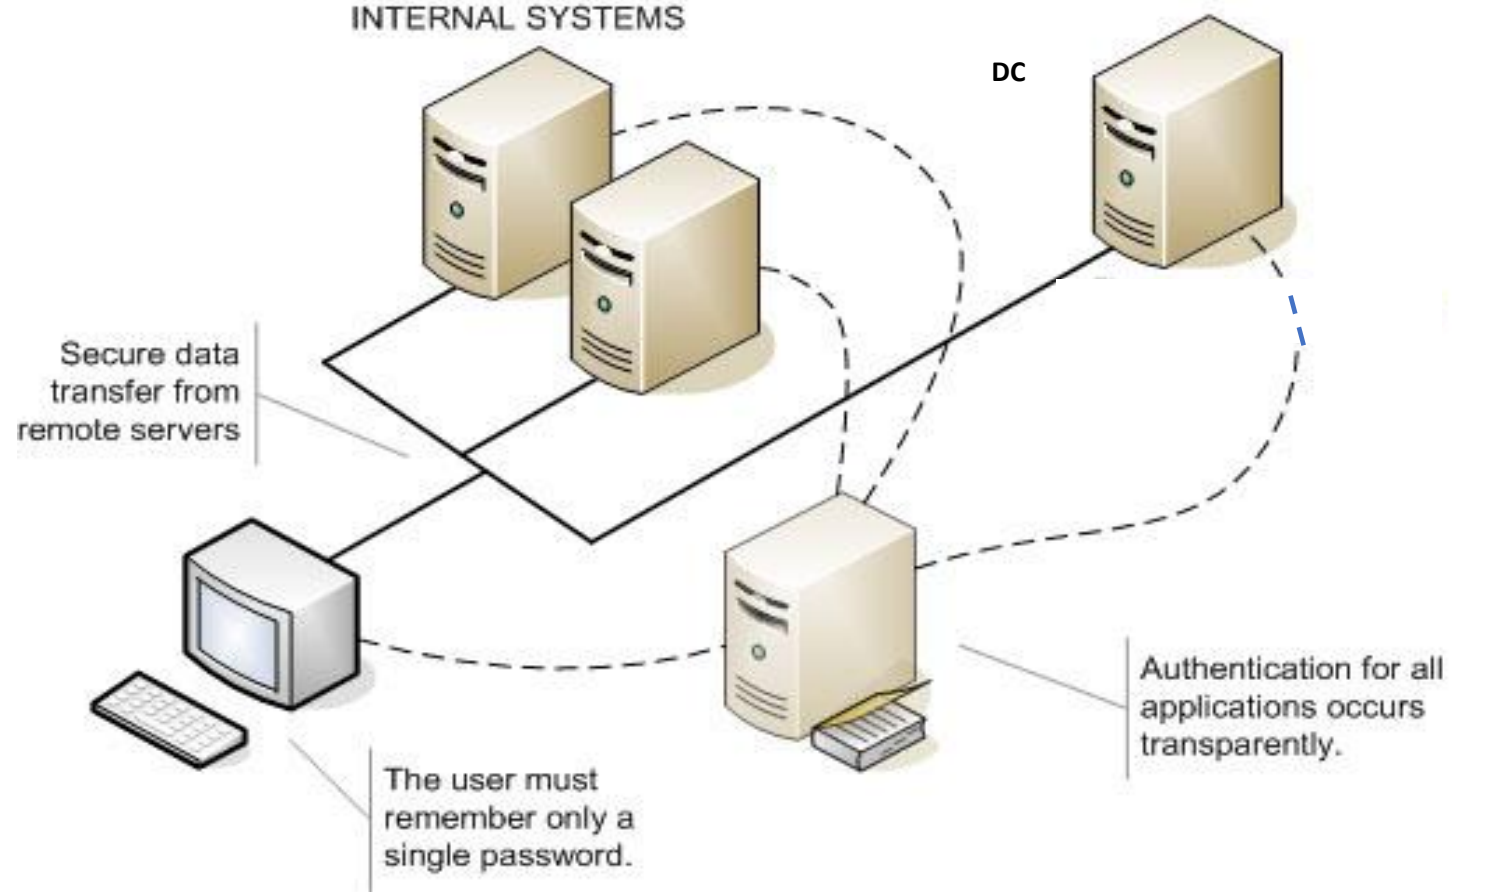 INTERNAL SYSTEMS
DC
Secure data
transfer from
remote servers
Authentication for all
applications occurs
transparently.
The user must
remember only a
single password.